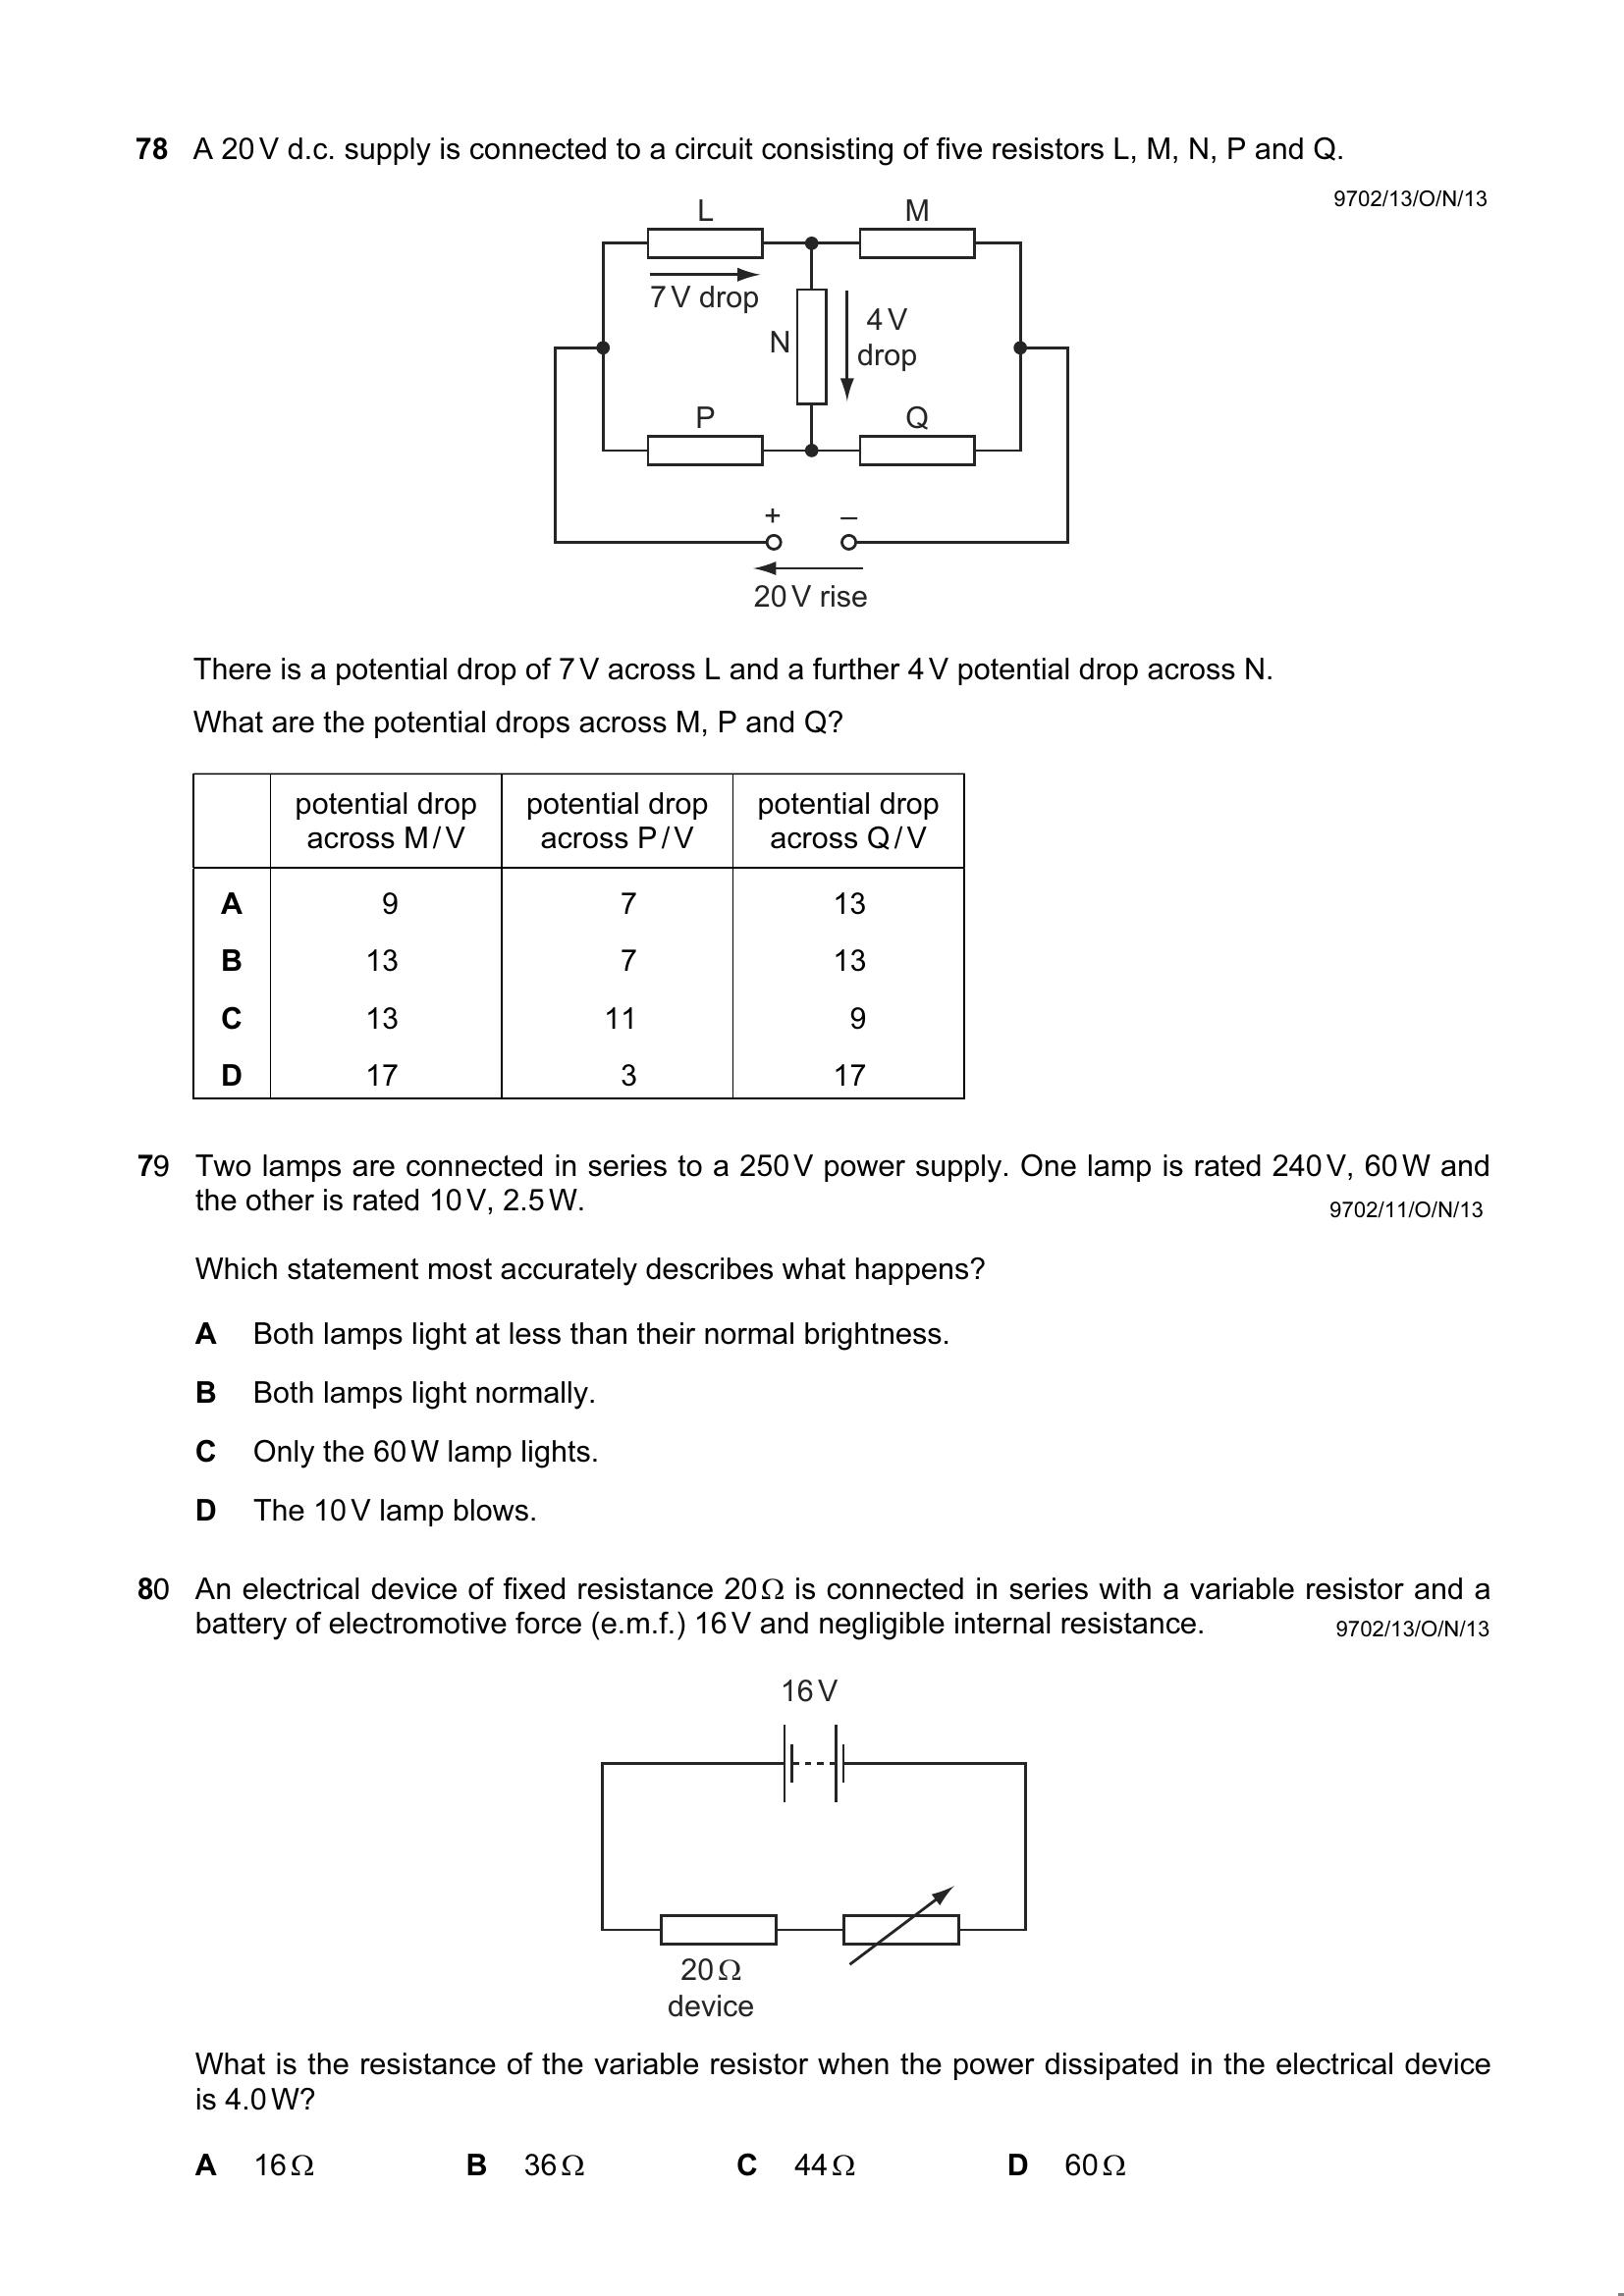 78 A 20 V d.c. supply is connected to a circuit consisting of five resistors L, M, N, P and Q.
9702/13/O/N/13
L M
7 V drop
N
4 V
drop
P Q
+ –
20 V rise
There is a potential drop of 7 V across L and a further 4 V potential drop across N.
What are the potential drops across M, P and Q?
potential drop potential drop potential drop
across M / V across P / V across Q / V
A 9 7 13
B 13 7 13
C 13 11 9
D 17 3 17
79 Two lamps are connected in series to a 250 V power supply. One lamp is rated 240 V, 60 W and
the other is rated 10 V, 2.5 W.
9702/11/O/N/13
Which statement most accurately describes what happens?
A Both lamps light at less than their normal brightness.
B Both lamps light normally.
C Only the 60 W lamp lights.
D The 10 V lamp blows.
80 An electrical device of fixed resistance 20 Ω is connected in series with a variable resistor and a
battery of electromotive force (e.m.f.) 16 V and negligible internal resistance.
9702/13/O/N/13
16 V
20 Ω
device
What is the resistance of the variable resistor when the power dissipated in the electrical device
is 4.0 W?
A 16 Ω B 36 Ω C 44 Ω D 60 Ω